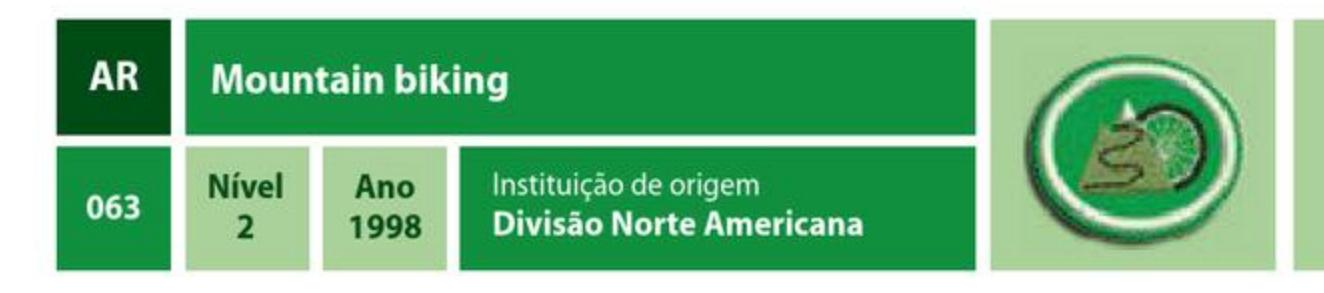 AR
Mountain biking
063
Nível
2
Ano
1998
Instituição de origem
Divisão Norte Americana